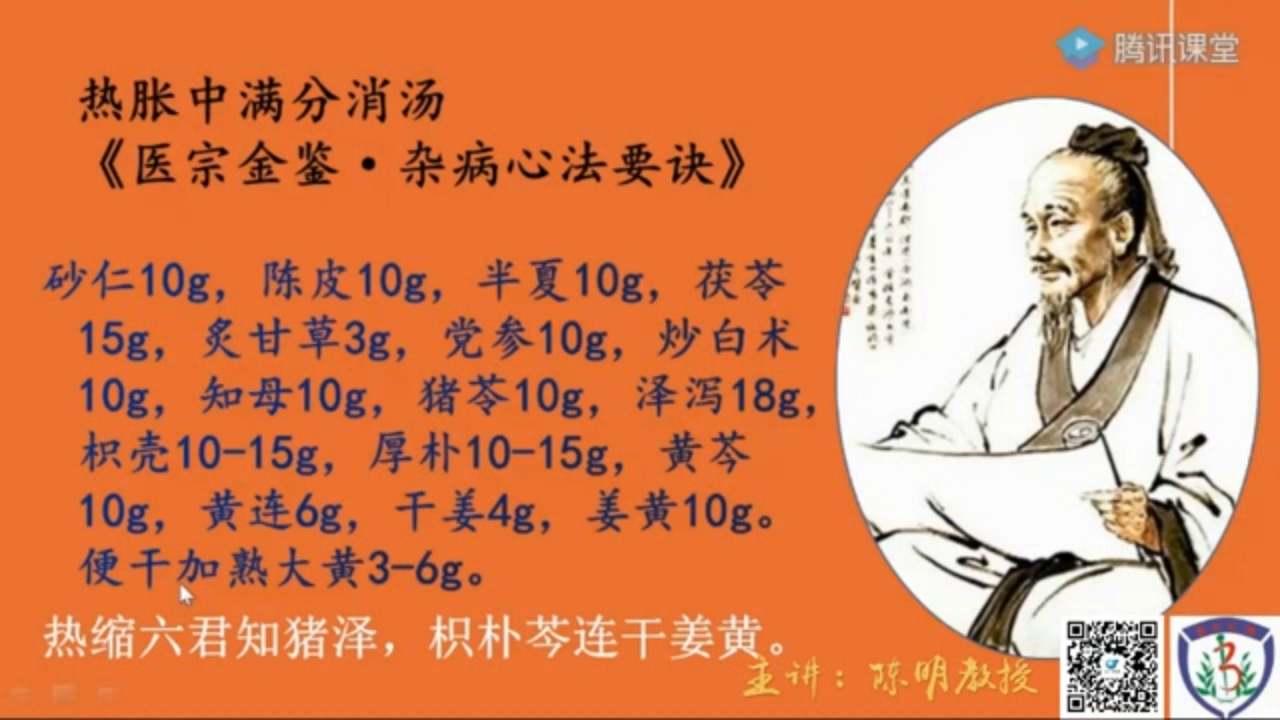 腾讯课堂
热胀中满分消汤
《医宗金鉴·杂病心法要诀》
砂仁10g，陈皮10g，半夏10g，茯苓
15g，炙甘草3g，党参10g，炒白术
10g，知母10g，猪苓10g，泽泻18g，
枳壳10-15g，厚朴10-15g，黄芩
10g，黄连6g，干姜4g，姜黄10g。
便干加熟大黄3-6g。
热缩六君知猪泽，枳朴芩连干姜黄。
主讲：陈明教授